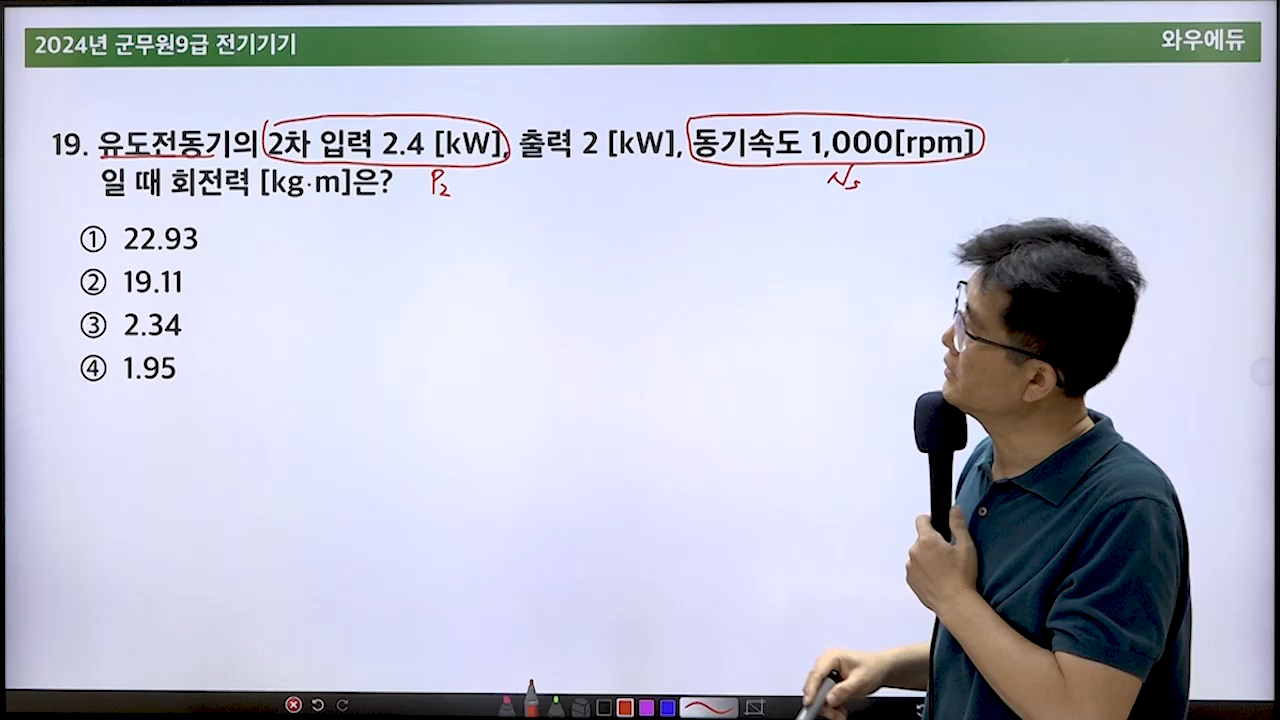 2024년 군무원9급 전기기기
와우에듀
19. 유도전동기의 2차 입력 2.4 [kW], 출력 2 [kW], 동기속도 1,000[rpm]
일 때 회전력 [kg·m]은?
P2
Ns
① 22.93
② 19.11
③ 2.34
④ 1.95